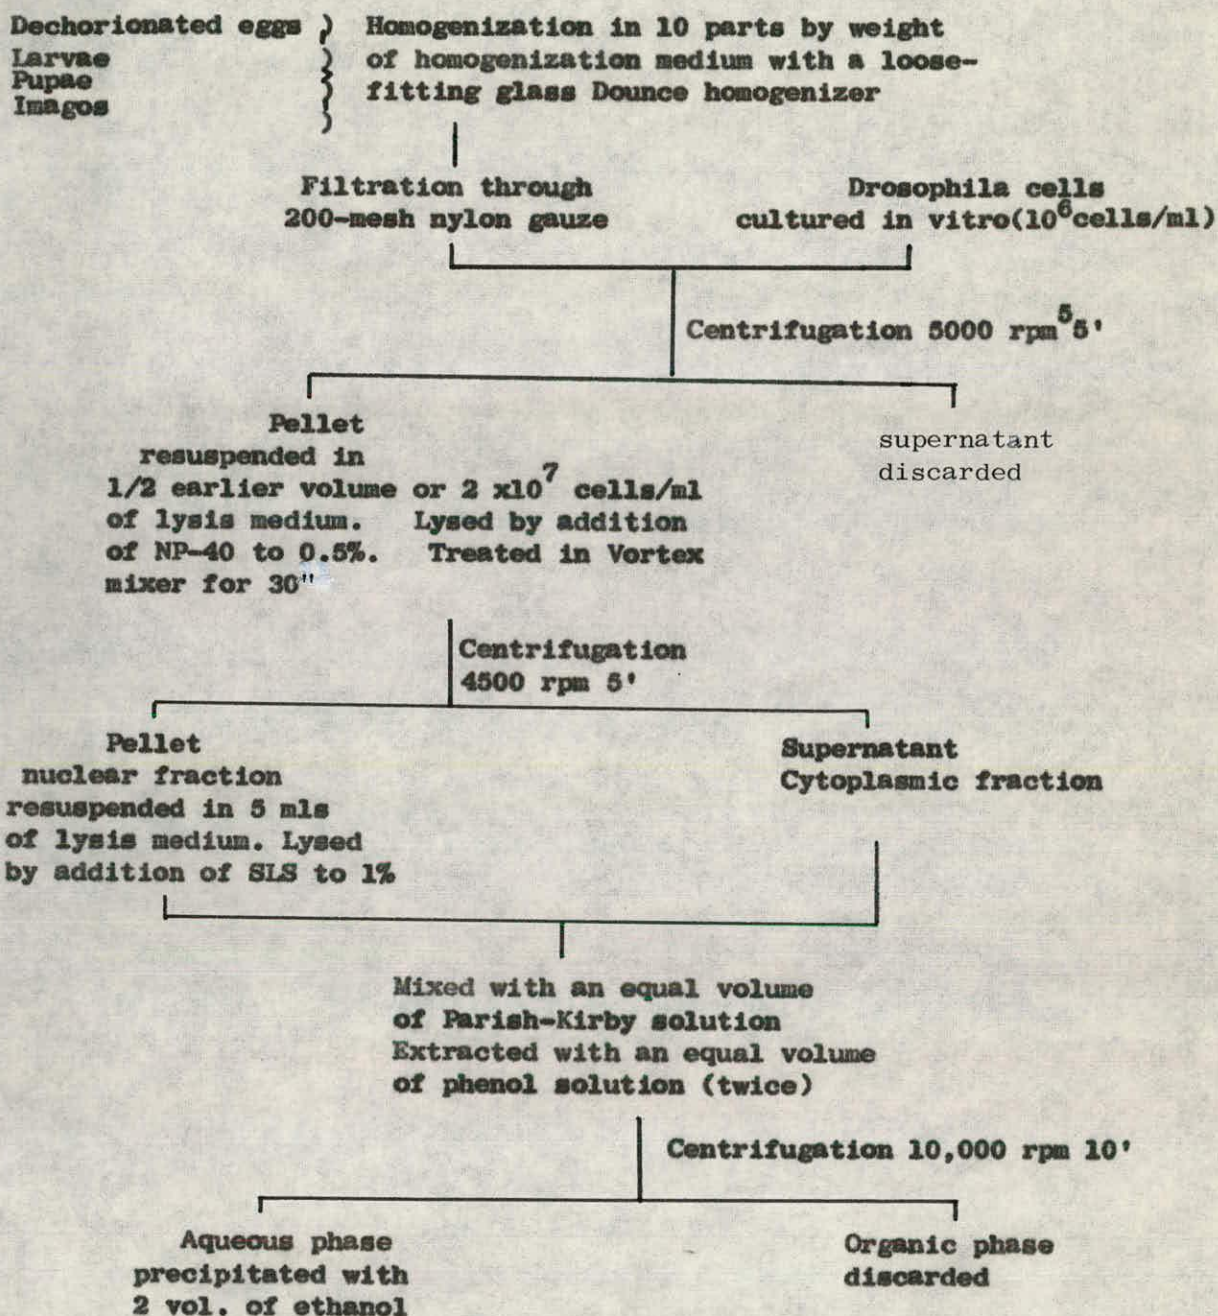 Dechorionated eggs )
Larvae )
Pupae )
Imagos )
Homogenization in 10 parts by weight
of homogenization medium with a loose-
fitting glass Dounce homogenizer
Filtration through
200-mesh nylon gauze
Drosophila cells
cultured in vitro(10⁶cells/ml)
Centrifugation 5000 rpm⁵5'
Pellet
resuspended in
1/2 earlier volume or 2 x10⁷ cells/ml
of lysis medium. Lysed by addition
of NP-40 to 0.5%. Treated in Vortex
mixer for 30"
supernatant
discarded
Centrifugation
4500 rpm 5'
Pellet
nuclear fraction
resuspended in 5 mls
of lysis medium. Lysed
by addition of SLS to 1%
Supernatant
Cytoplasmic fraction
Mixed with an equal volume
of Parish-Kirby solution
Extracted with an equal volume
of phenol solution (twice)
Centrifugation 10,000 rpm 10'
Aqueous phase
precipitated with
2 vol. of ethanol
Organic phase
discarded